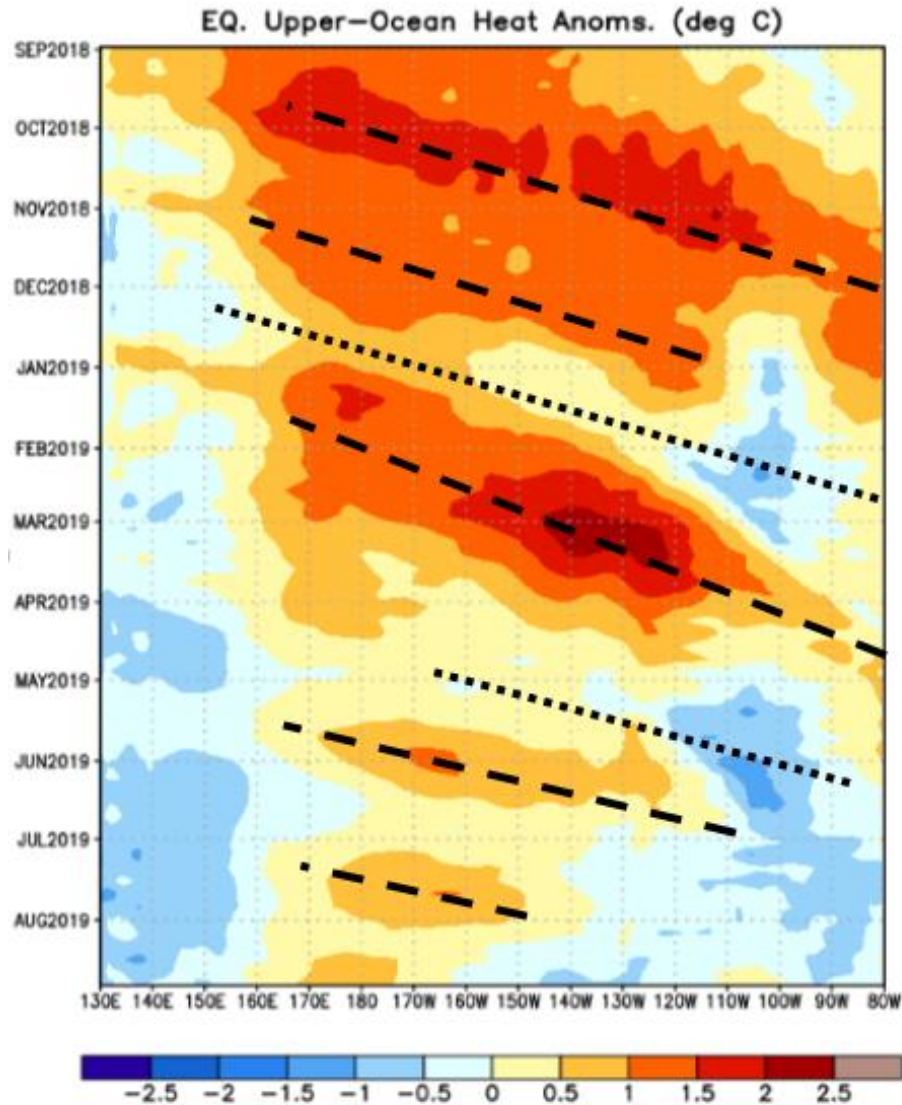 EQ. Upper-Ocean Heat Anoms. (deg C)
SEP2018
OCT2018
NOV2018
DEC2018
JAN2019
FEB2019
MAR2019
APR2019
MAY2019
JUN2019
JUL2019
AUG2019
130E 140E 150E 160E 170E 180 170W 160W 150W 140W 130W 120W 110W 100W 90W 80W
-2.5 -2 -1.5 -1 -0.5 0 0.5 1 1.5 2 2.5